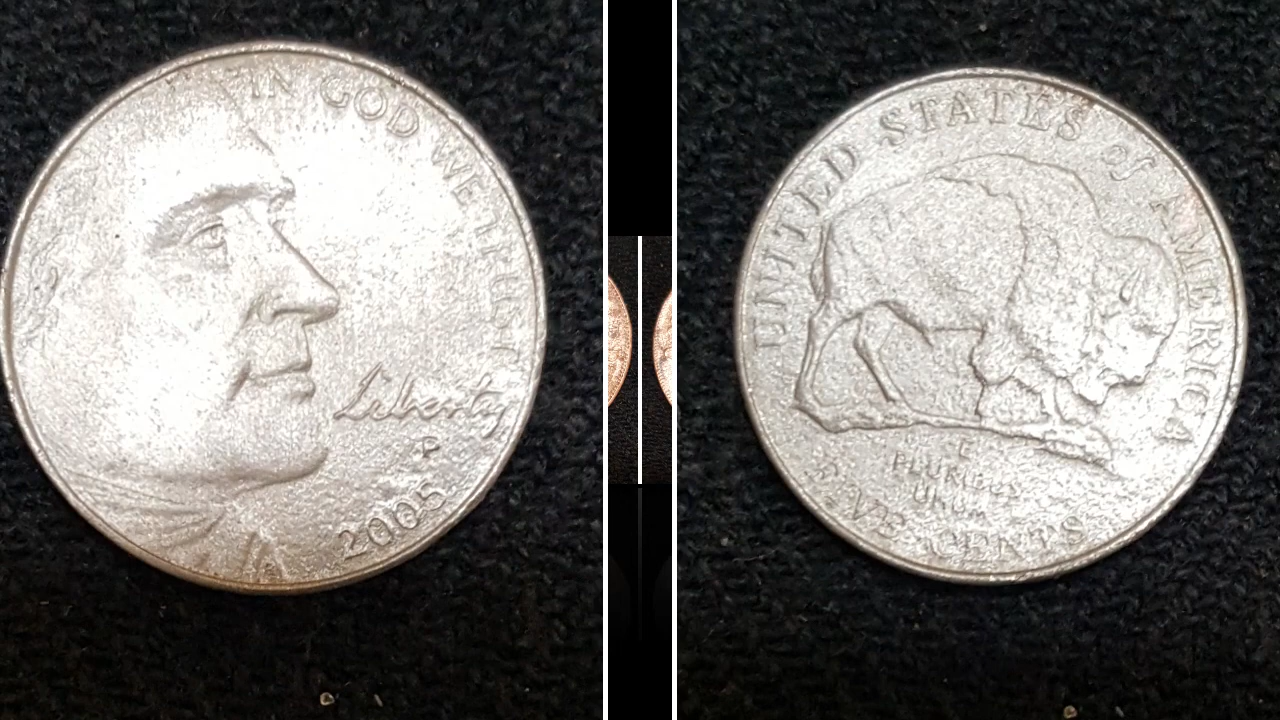 IN GOD WE TRUST
Liberty
P
2005
UNITED STATES of AMERICA
E
PLURIBUS
UNUM
FIVE CENTS